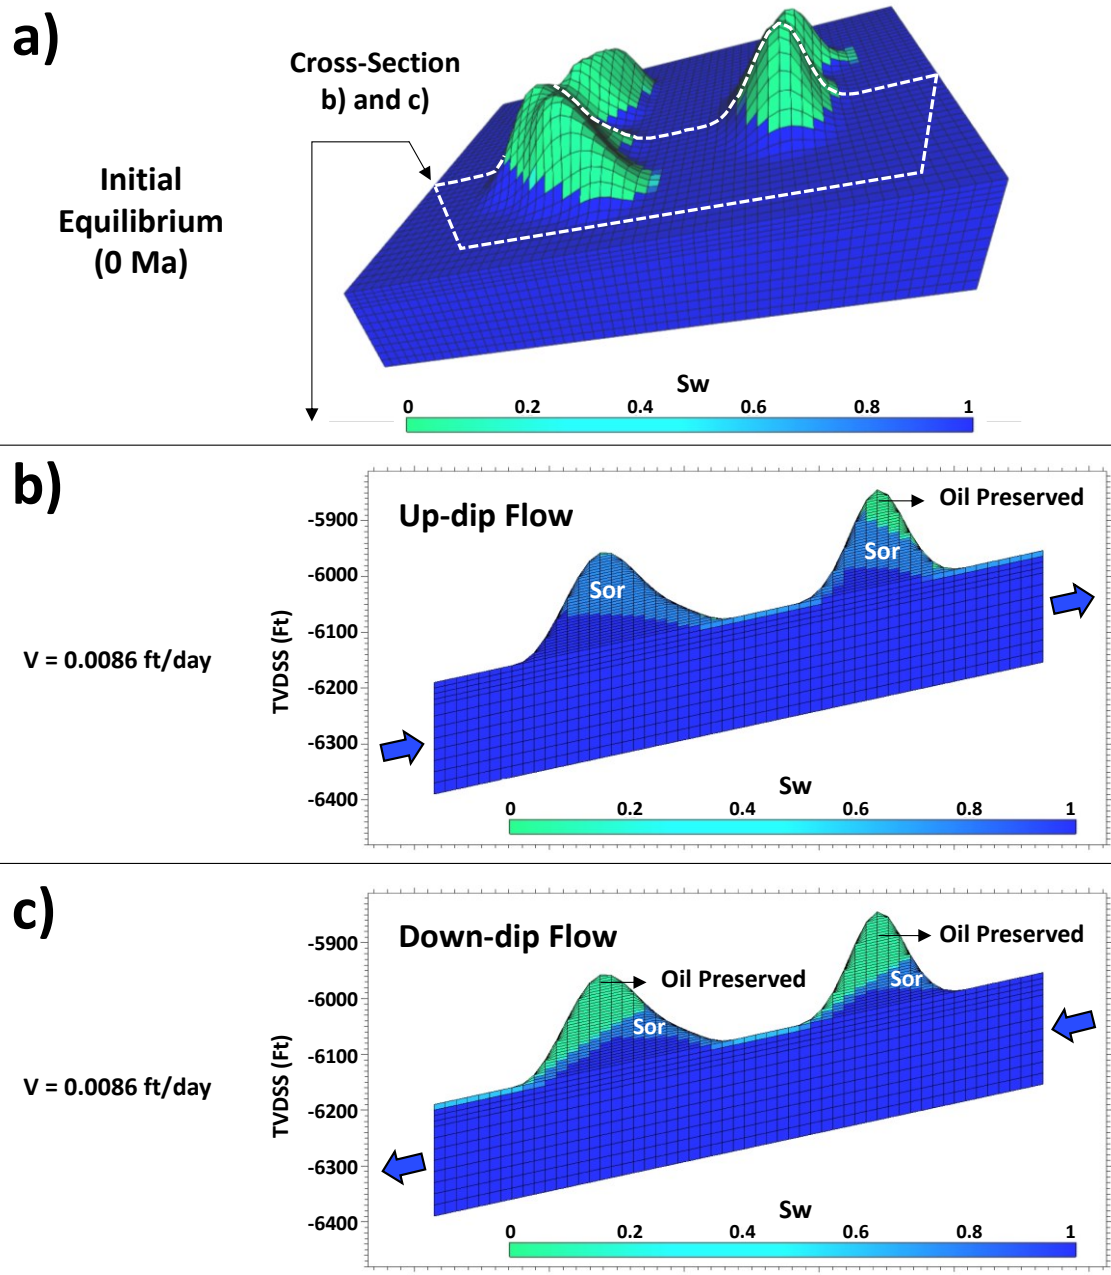 a)
Cross-Section
b) and c)
Initial
Equilibrium
(0 Ma)
Sw
0 0.2 0.4 0.6 0.8 1
b)
Up-dip Flow
Oil Preserved
Sor
Sor
V = 0.0086 ft/day
TVDSS (Ft)
-5900
-6000
-6100
-6200
-6300
-6400
Sw
0 0.2 0.4 0.6 0.8 1
c)
Down-dip Flow
Oil Preserved
Oil Preserved
Sor
Sor
V = 0.0086 ft/day
TVDSS (Ft)
-5900
-6000
-6100
-6200
-6300
-6400
Sw
0 0.2 0.4 0.6 0.8 1